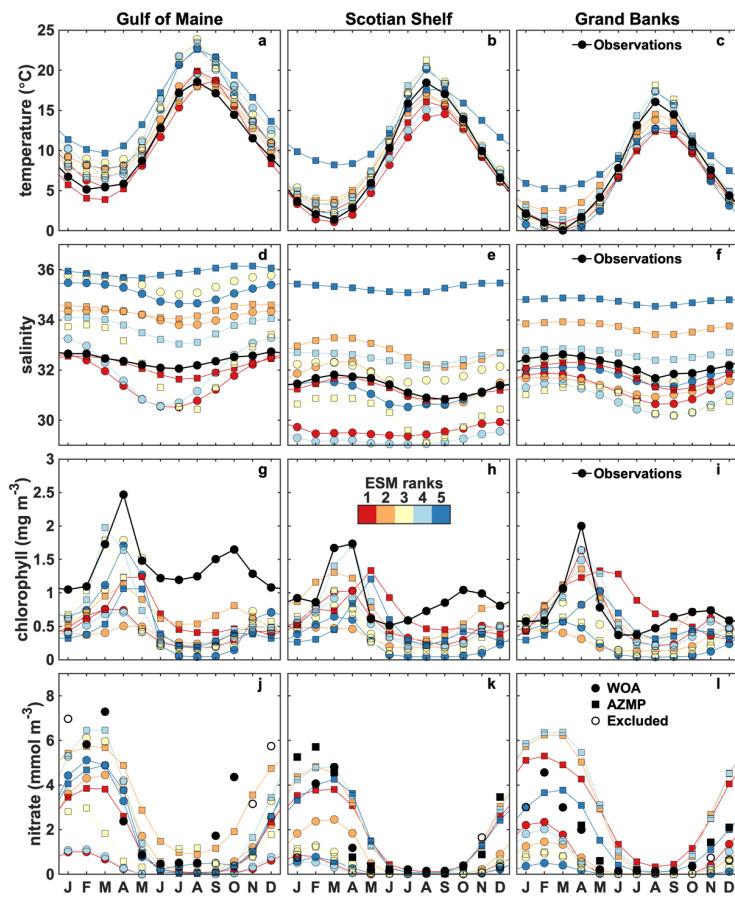 Gulf of Maine Scotian Shelf Grand Banks
25
20
15
10
5
0
temperature (°C)
a b c
Observations
36
34
32
30
salinity
d e f
Observations
3
2.5
2
1.5
1
0.5
0
chlorophyll (mg m-3)
g h i
Observations
ESM ranks
1 2 3 4 5
8
6
4
2
0
nitrate (mmol m-3)
j k l
WOA
AZMP
Excluded
J F M A M J J A S O N D J F M A M J J A S O N D J F M A M J J A S O N D